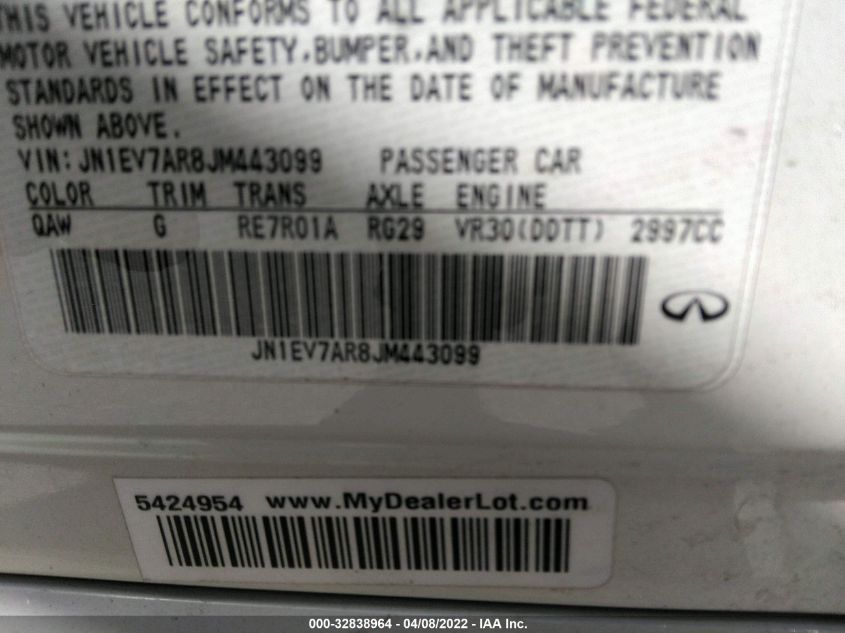 THIS VEHICLE CONFORMS TO ALL APPLICABLE FEDERAL
MOTOR VEHICLE SAFETY, BUMPER, AND THEFT PREVENTION
STANDARDS IN EFFECT ON THE DATE OF MANUFACTURE
SHOWN ABOVE.
VIN: JN1EV7AR8JM443099 PASSENGER CAR
COLOR TRIM TRANS AXLE ENGINE
QAW G RE7R01A RG29 VR30(DDTT) 2997CC
JN1EV7AR8JM443099
5424954 www.MyDealerLot.com
000-32838964 - 04/08/2022 - IAA Inc.